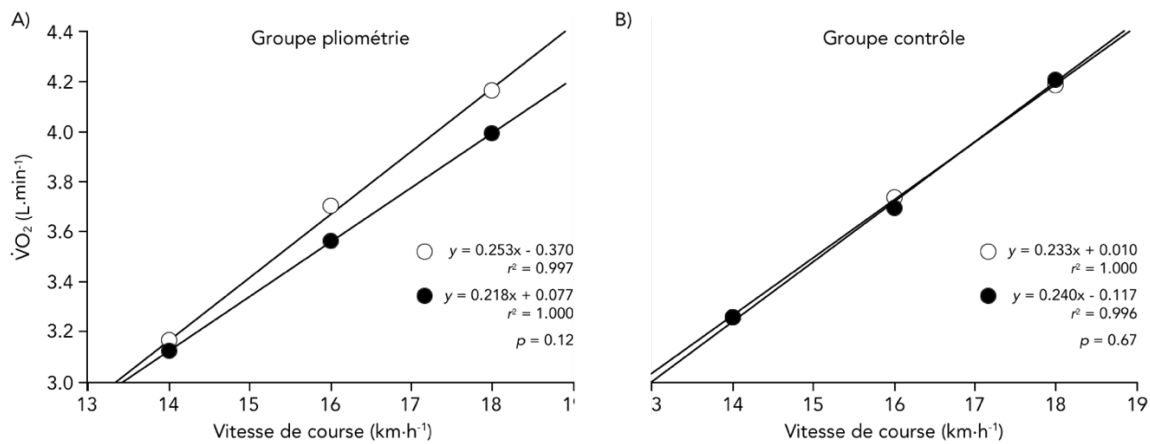 A)
Groupe pliométrie
4.4
4.2
4.0
3.8
3.6
3.4
3.2
3.0
V̇O₂ (L·min⁻¹)
y = 0.253x - 0.370
r² = 0.997
y = 0.218x + 0.077
r² = 1.000
p = 0.12
13 14 15 16 17 18 1
Vitesse de course (km·h⁻¹)
B)
Groupe contrôle
y = 0.233x + 0.010
r² = 1.000
y = 0.240x - 0.117
r² = 0.996
p = 0.67
3 14 15 16 17 18 19
Vitesse de course (km·h⁻¹)